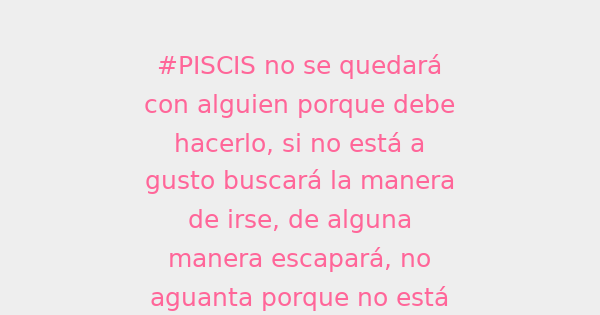 #PISCIS no se quedará
con alguien porque debe
hacerlo, si no está a
gusto buscará la manera
de irse, de alguna
manera escapará, no
aguanta porque no está